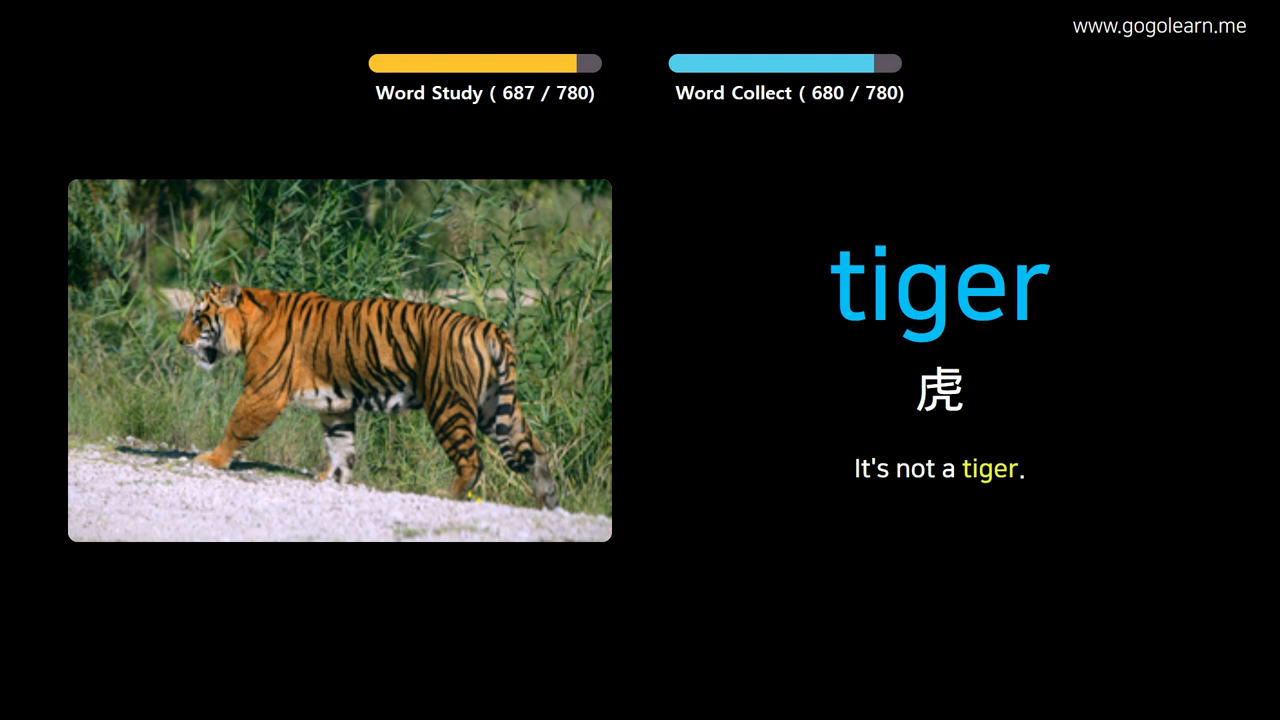 www.gogolearn.me
Word Study ( 687 / 780)
Word Collect ( 680 / 780)
tiger
虎
It's not a tiger.